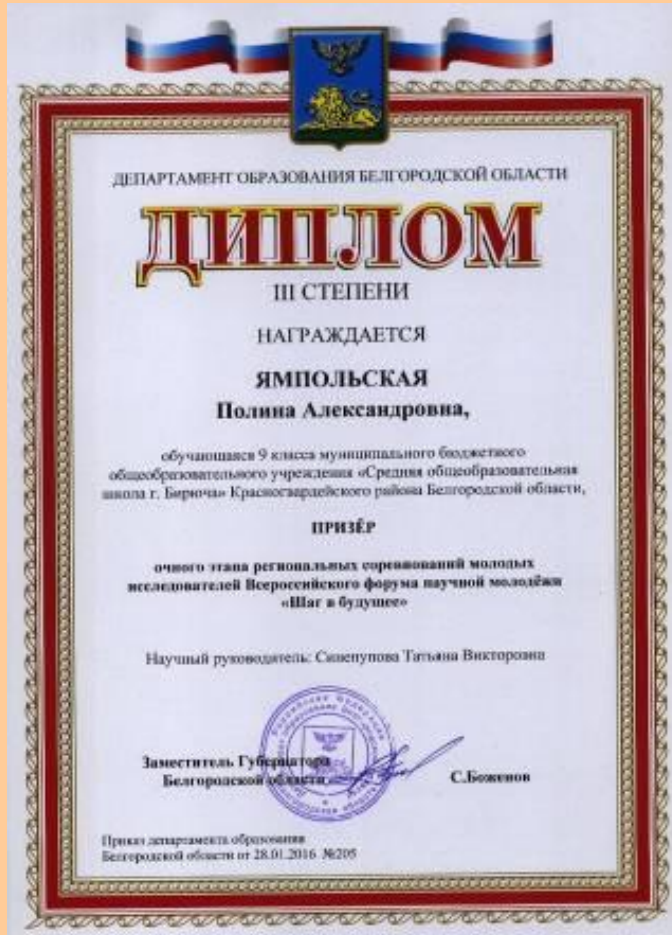 ДЕПАРТАМЕНТ ОБРАЗОВАНИЯ БЕЛГОРОДСКОЙ ОБЛАСТИ
ДИПЛОМ
III СТЕПЕНИ
НАГРАЖДАЕТСЯ
ЯМПОЛЬСКАЯ
Полина Александровна,
обучающаяся 9 класса муниципального бюджетного
общеобразовательного учреждения «Средняя общеобразовательная
школа г. Бирюча» Красногвардейского района Белгородской области,
ПРИЗЁР
очного этапа региональных соревнований молодых
исследователей Всероссийского форума научной молодёжи
«Шаг в будущее»
Научный руководитель: Синепупова Татьяна Викторовна
Заместитель Губернатора
Белгородской области
С.Боженов
Приказ департамента образования
Белгородской области от 28.01.2016 №205